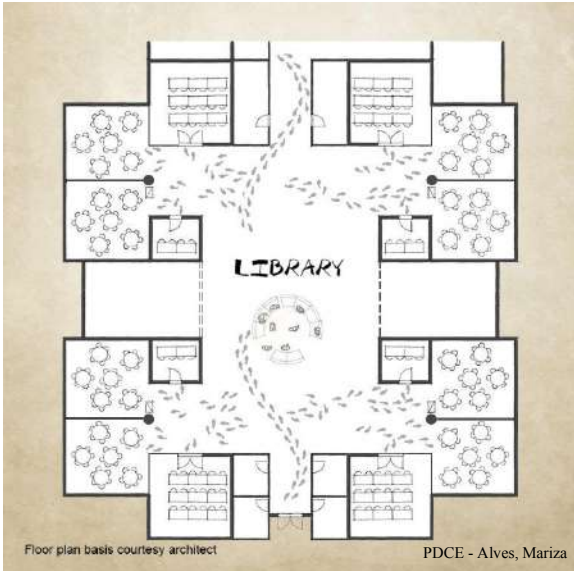 LIBRARY
Floor plan basis courtesy architect
PDCE - Alves, Mariza